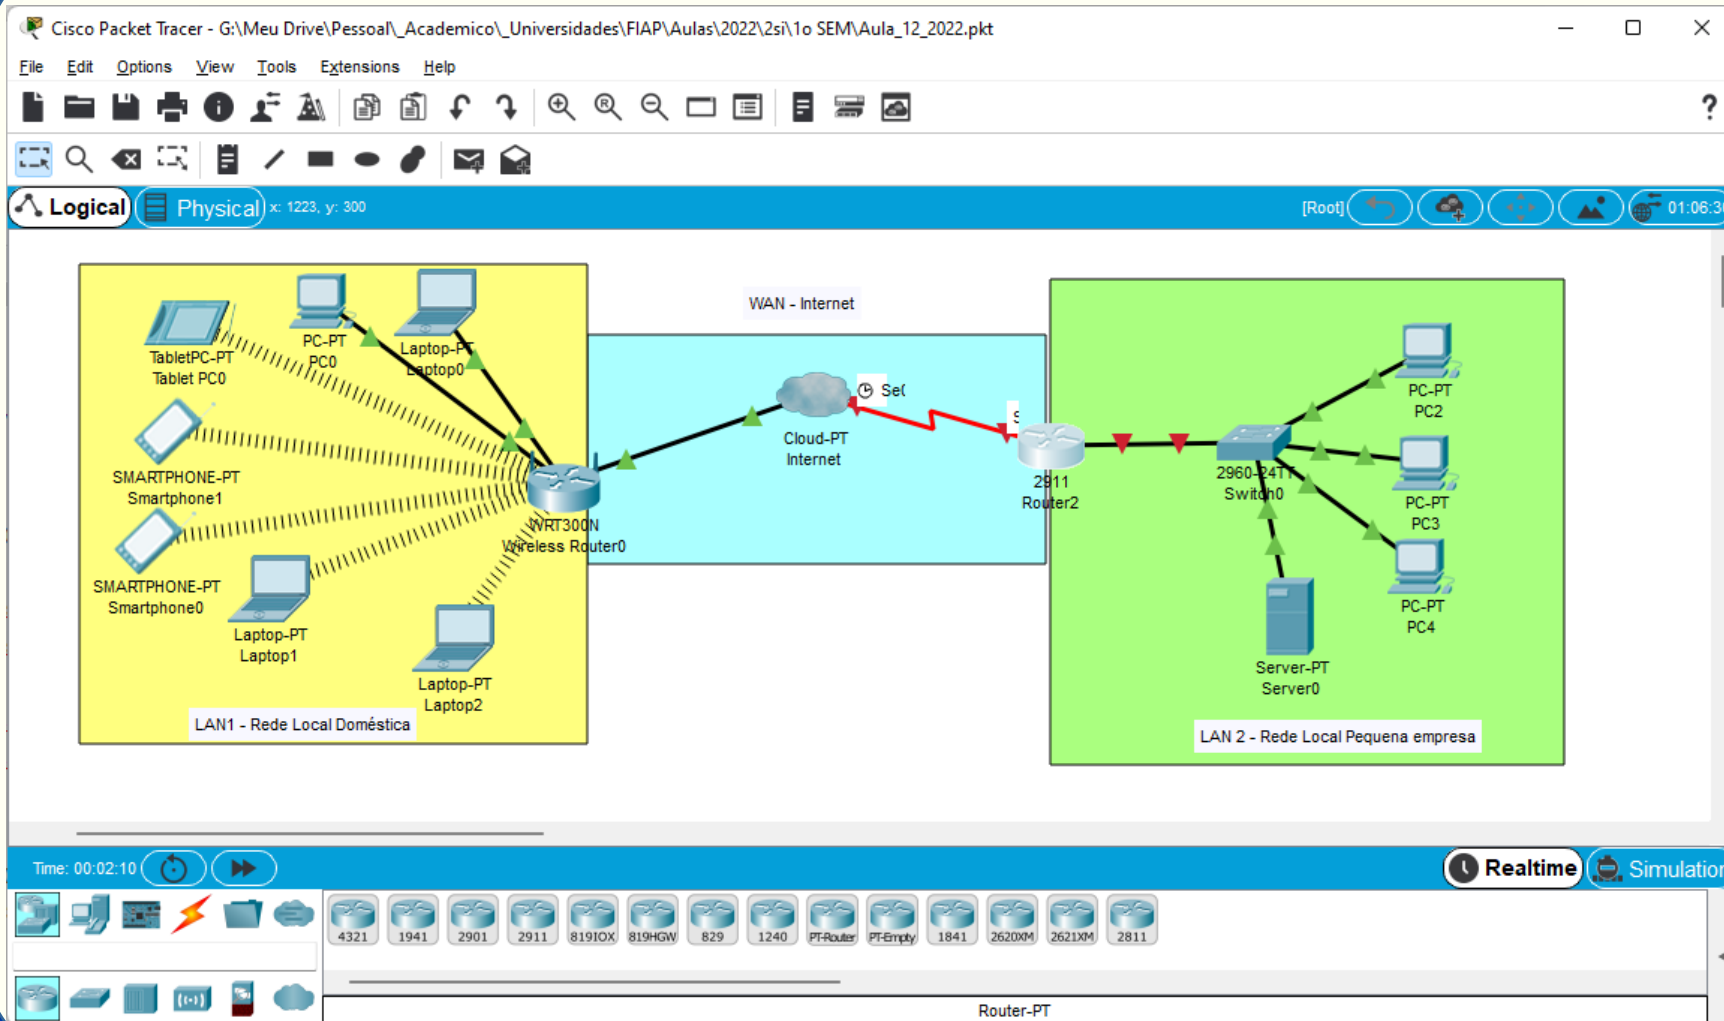 Cisco Packet Tracer - G:\Meu Drive\Pessoal\_Academico\_Universidades\FIAP\Aulas\2022\2si\1o SEM\Aula_12_2022.pkt
File Edit Options View Tools Extensions Help
?
Logical Physical x: 1223, y: 300 [Root] 01:06:3
WAN - Internet
PC-PT
PC0
Laptop-PT
Laptop0
TabletPC-PT
Tablet PC0
SMARTPHONE-PT
Smartphone1
SMARTPHONE-PT
Smartphone0
Laptop-PT
Laptop1
Laptop-PT
Laptop2
WRT300N
Wireless Router0
LAN1 - Rede Local Doméstica
Cloud-PT
Internet
Se0
2911
Router2
2960-24TT
Switch0
PC-PT
PC2
PC-PT
PC3
PC-PT
PC4
Server-PT
Server0
LAN 2 - Rede Local Pequena empresa
Time: 00:02:10 Realtime Simulation
4321 1941 2901 2911 819IOX 819HGW 829 1240 PT-Router PT-Empty 1841 2620XM 2621XM 2811
Router-PT